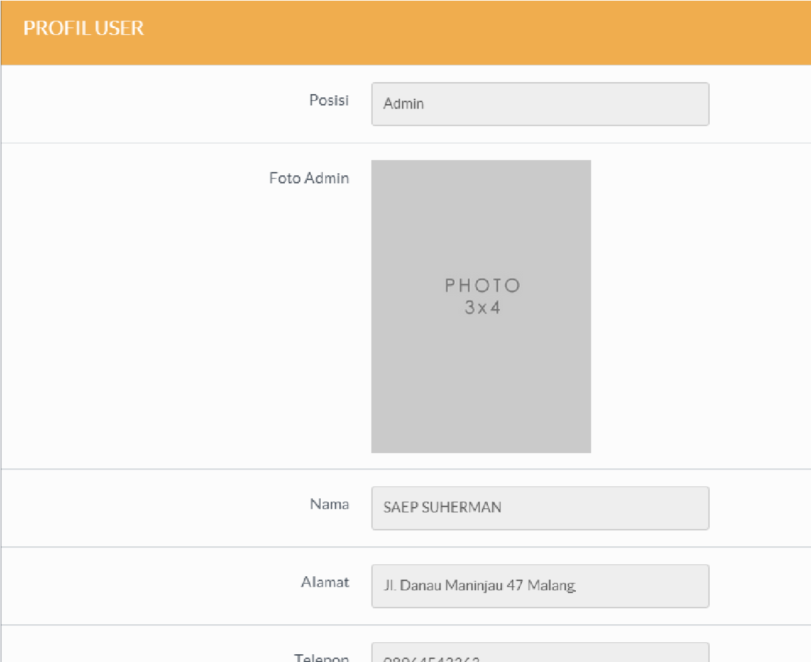 PROFIL USER
Posisi
Admin
Foto Admin
PHOTO
3x4
Nama
SAEP SUHERMAN
Alamat
Jl. Danau Maninjau 47 Malang
Telepon